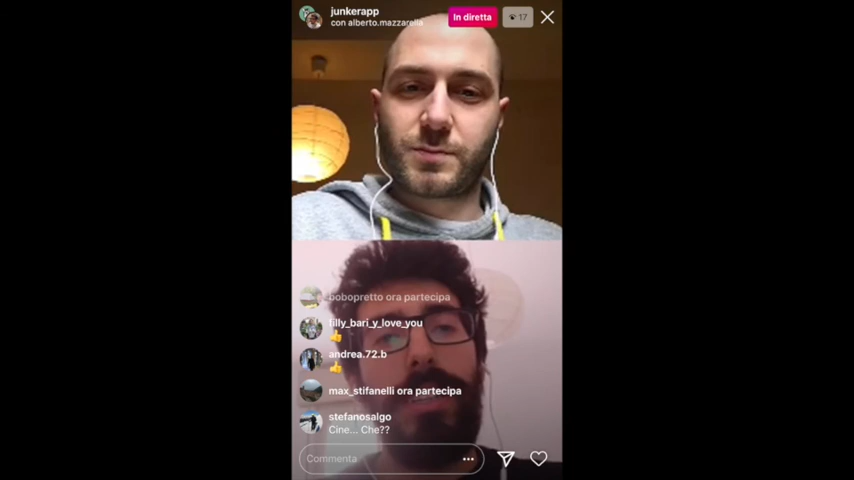 junkerapp
con alberto.mazzarella
In diretta
17
bobopretto ora partecipa
filly_bari_y_love_you
👍
andrea.72.b
👍
max_stifanelli ora partecipa
stefanosalgo
Cine... Che??
Commenta